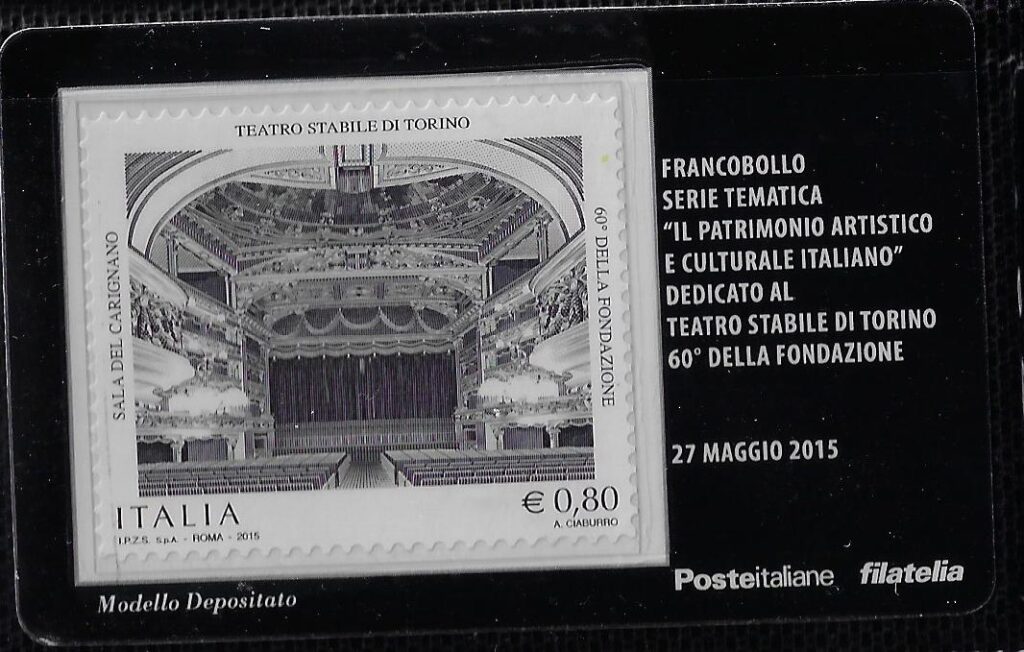 TEATRO STABILE DI TORINO
SALA DEL CARIGNANO
60° DELLA FONDAZIONE
ITALIA
€ 0,80
I.P.Z.S. S.p.A. - ROMA - 2015
A. CIABURRO
Modello Depositato
FRANCOBOLLO
SERIE TEMATICA
“IL PATRIMONIO ARTISTICO
E CULTURALE ITALIANO”
DEDICATO AL
TEATRO STABILE DI TORINO
60° DELLA FONDAZIONE
27 MAGGIO 2015
Posteitaliane filatelia